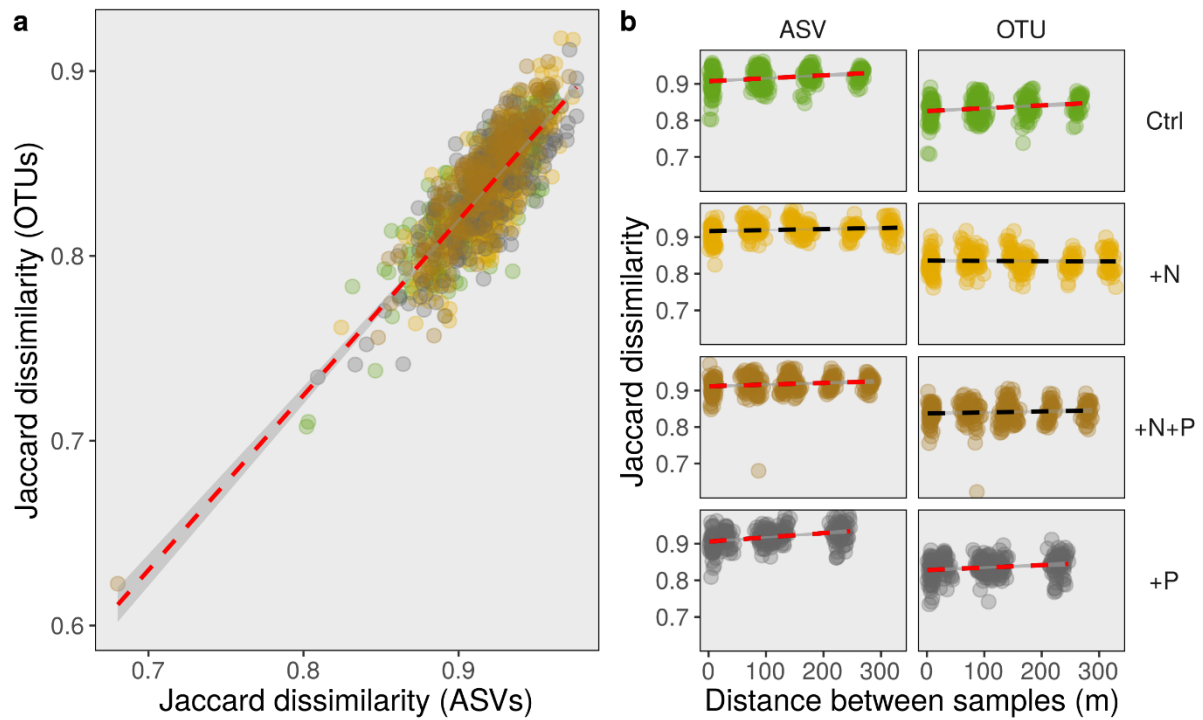 a
Jaccard dissimilarity (OTUs)
0.9
0.8
0.7
0.6
0.7 0.8 0.9
Jaccard dissimilarity (ASVs)
b
ASV OTU
Jaccard dissimilarity
0.9
0.8
0.7
Ctrl
0.9
0.8
0.7
+N
0.9
0.8
0.7
+N+P
0.9
0.8
0.7
+P
0 100 200 300 0 100 200 300
Distance between samples (m)